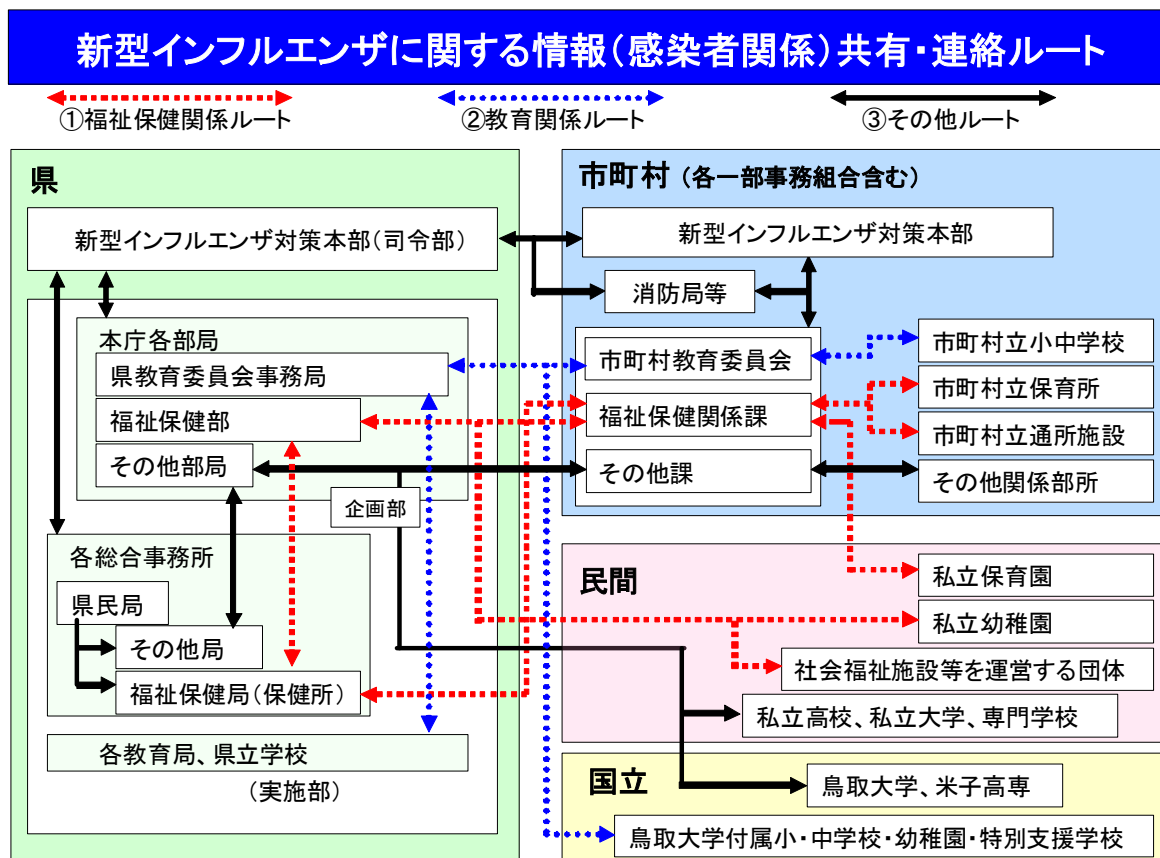 新型インフルエンザに関する情報(感染者関係)共有・連絡ルート
①福祉保健関係ルート
②教育関係ルート
③その他ルート
県
新型インフルエンザ対策本部(司令部)
本庁各部局
県教育委員会事務局
福祉保健部
その他部局
企画部
各総合事務所
県民局
その他局
福祉保健局(保健所)
各教育局、県立学校
(実施部)
市町村 (各一部事務組合含む)
新型インフルエンザ対策本部
消防局等
市町村教育委員会
福祉保健関係課
その他課
市町村立小中学校
市町村立保育所
市町村立通所施設
その他関係部所
民間
私立保育園
私立幼稚園
社会福祉施設等を運営する団体
私立高校、私立大学、専門学校
国立
鳥取大学、米子高専
鳥取大学付属小・中学校・幼稚園・特別支援学校